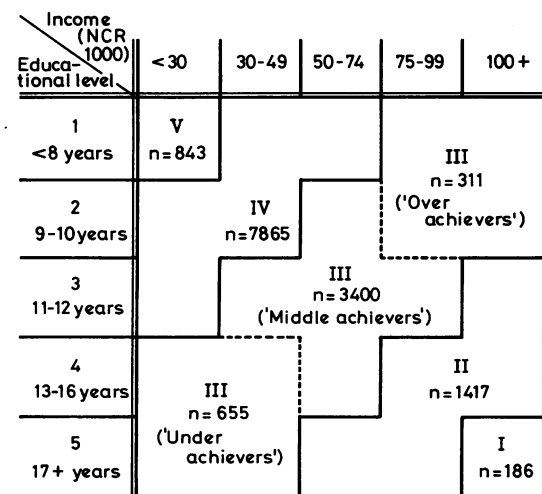 Income
(NCR
1000)
Educa-
tional level
<30
30-49
50-74
75-99
100+
1
<8 years
V
n=843
III
n=311
('Over
achievers')
2
9-10 years
IV
n=7865
3
11-12 years
III
n=3400
('Middle achievers')
4
13-16 years
III
n=655
('Under
achievers')
II
n=1417
5
17+ years
I
n=186